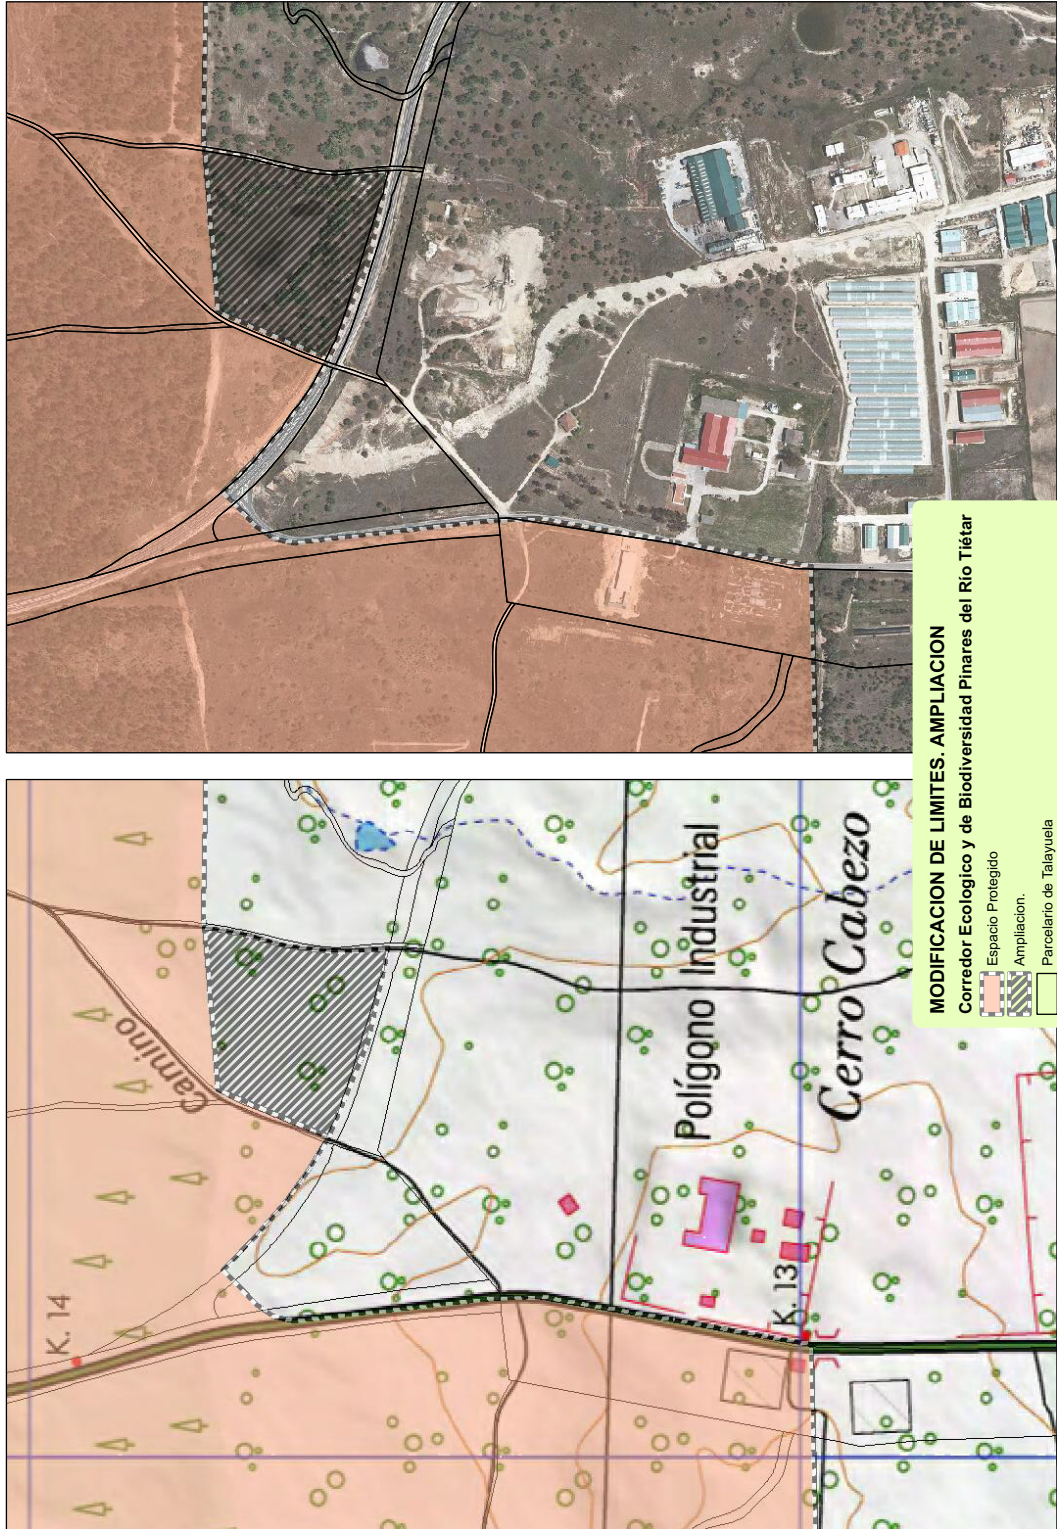 Camino
K. 14
Polígono Industrial
Cerro Cabezo
K. 13
MODIFICACION DE LIMITES. AMPLIACION
Corredor Ecologico y de Biodiversidad Pinares del Río Tiétar
Espacio Protegido
Ampliacion.
Parcelario de Talayuela